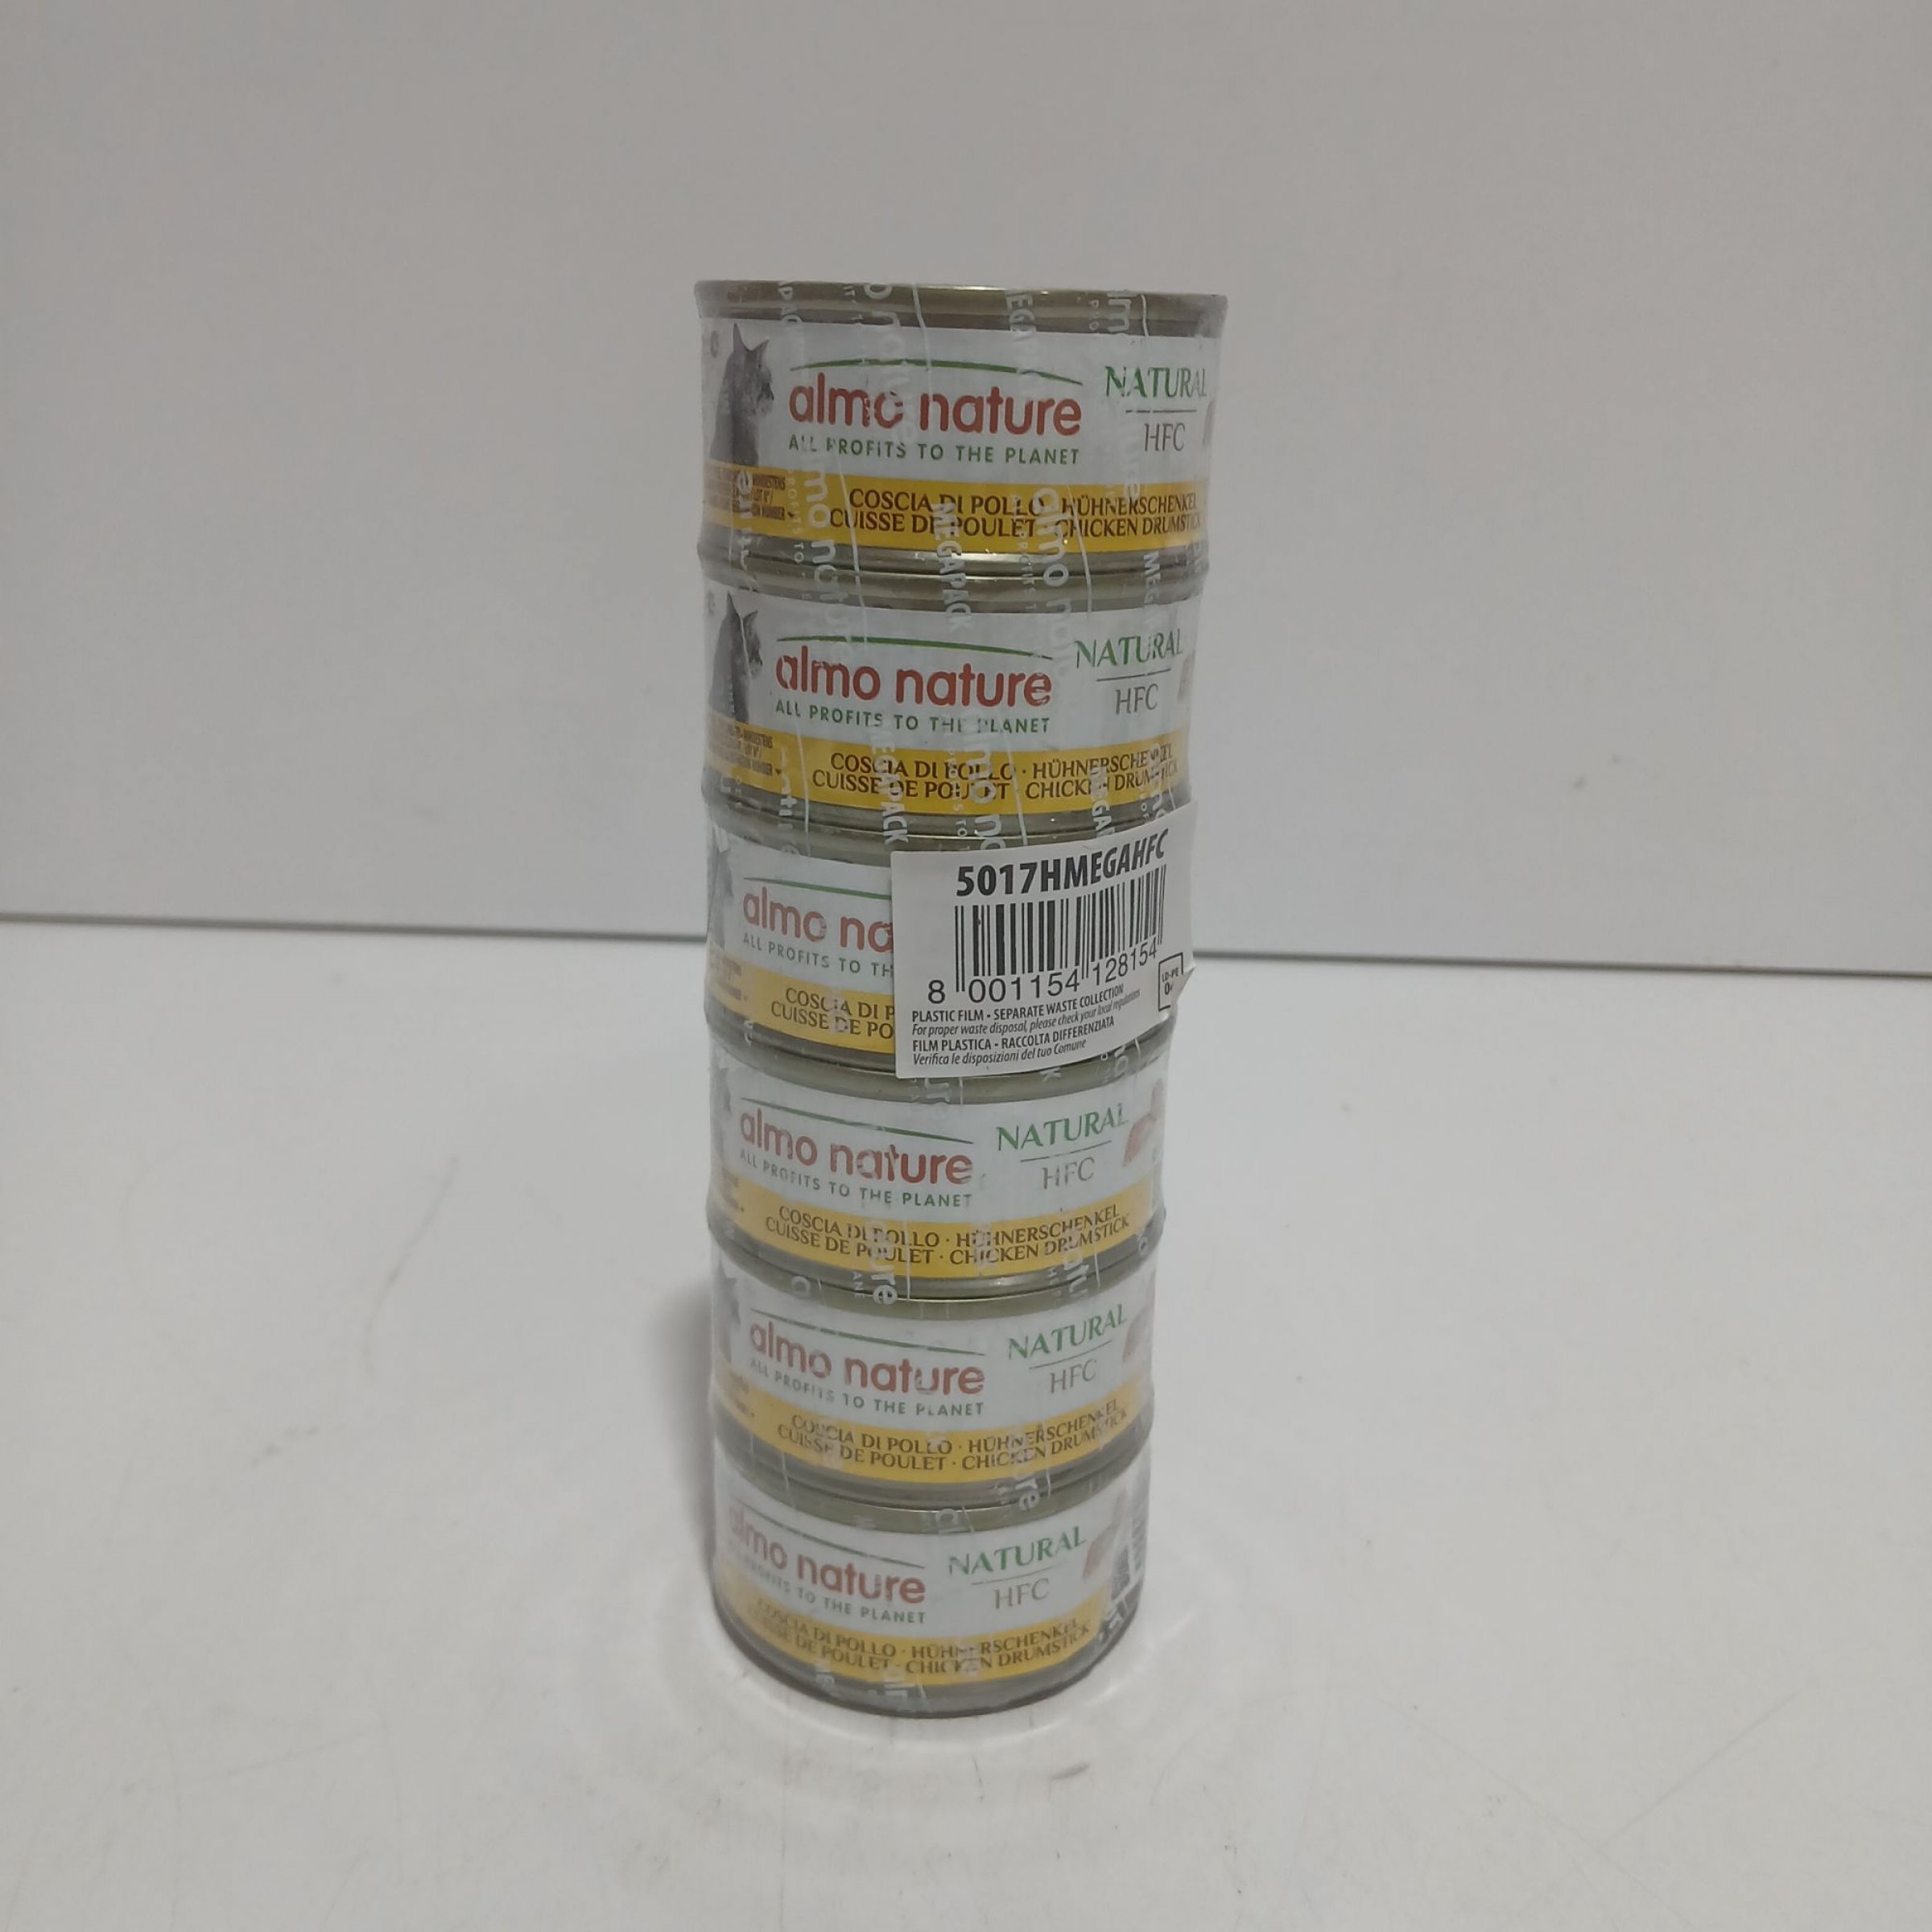 almo nature
ALL PROFITS TO THE PLANET
NATURAL
HFC
COSCIA DI POLLO · HÜHNERSCHENKEL
CUISSE DE POULET · CHICKEN DRUMSTICK
almo nature
ALL PROFITS TO THE PLANET
NATURAL
HFC
COSCIA DI POLLO · HÜHNERSCHENKEL
CUISSE DE POULET · CHICKEN DRUMSTICK
MEGAPACK
almo na
ALL PROFITS TO TH
COSCIA DI P
CUISSE DE PO
5017HMEGAHFC
8 001154 128154
PLASTIC FILM - SEPARATE WASTE COLLECTION
For proper waste disposal, please check your local regulations
FILM PLASTICA - RACCOLTA DIFFERENZIATA
Verifica le disposizioni del tuo Comune
LD-PE
almo nature
ALL PROFITS TO THE PLANET
NATURAL
HFC
COSCIA DI POLLO · HÜHNERSCHENKEL
CUISSE DE POULET · CHICKEN DRUMSTICK
almo nature
ALL PROFITS TO THE PLANET
NATURAL
HFC
COSCIA DI POLLO · HÜHNERSCHENKEL
CUISSE DE POULET · CHICKEN DRUMSTICK
almo nature
PROFITS TO THE PLANET
NATURAL
HFC
COSCIA DI POLLO · HÜHNERSCHENKEL
CUISSE DE POULET · CHICKEN DRUMSTICK